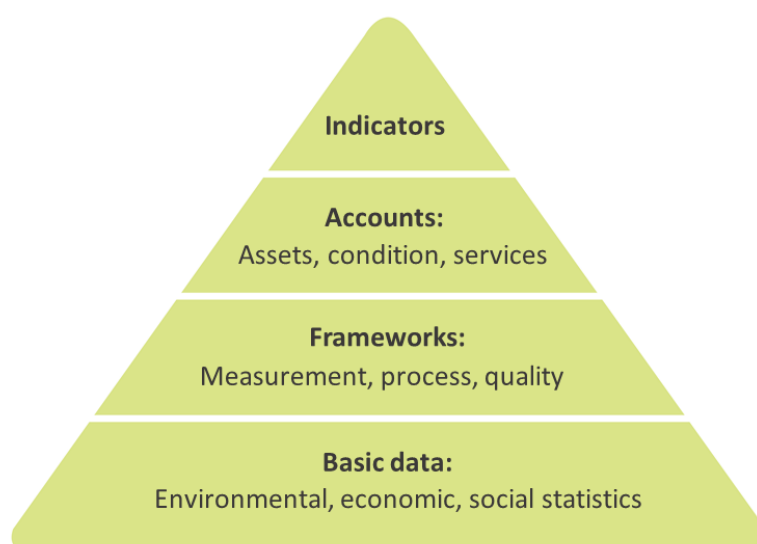 Indicators
Accounts:
Assets, condition, services
Frameworks:
Measurement, process, quality
Basic data:
Environmental, economic, social statistics